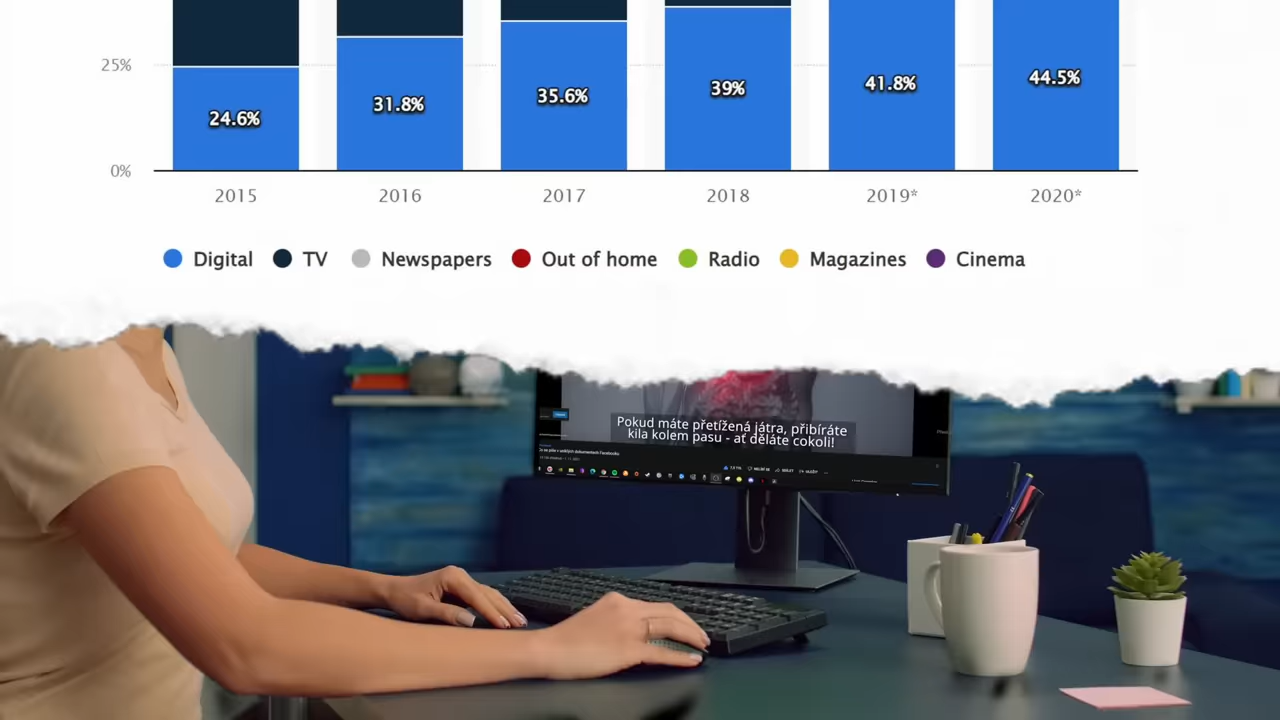 25%
24.6%
31.8%
35.6%
39%
41.8%
44.5%
0%
2015
2016
2017
2018
2019*
2020*
Digital
TV
Newspapers
Out of home
Radio
Magazines
Cinema
Pokud máte přetížená játra, přibíráte
kila kolem pasu - ať děláte cokoli!